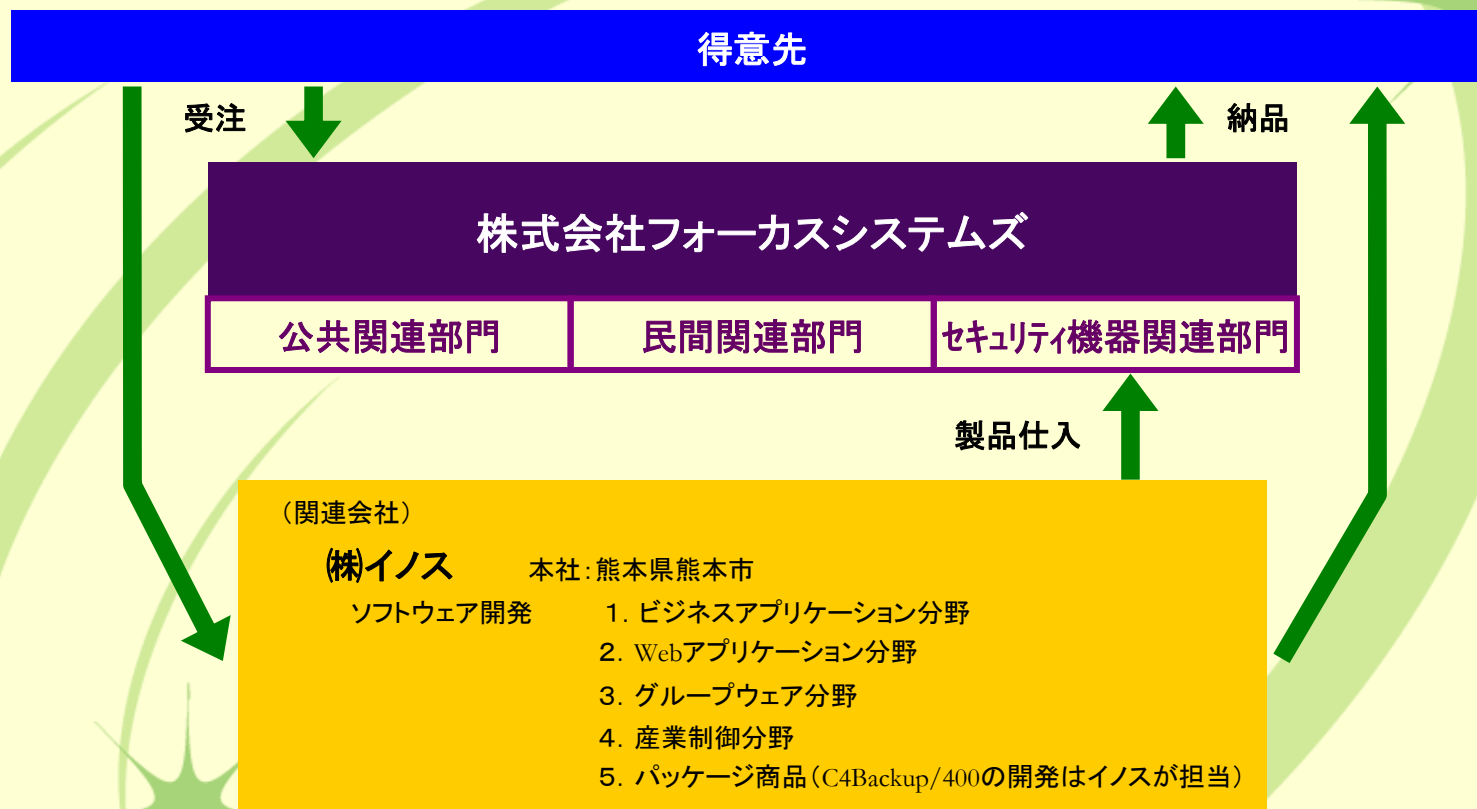 得意先
受注
納品
株式会社フォーカスシステムズ
公共関連部門
民間関連部門
セキュリティ機器関連部門
製品仕入
（関連会社）
㈱イノス 本社：熊本県熊本市
ソフトウェア開発 1．ビジネスアプリケーション分野
2．Webアプリケーション分野
3．グループウェア分野
4．産業制御分野
5．パッケージ商品（C4Backup/400の開発はイノスが担当）